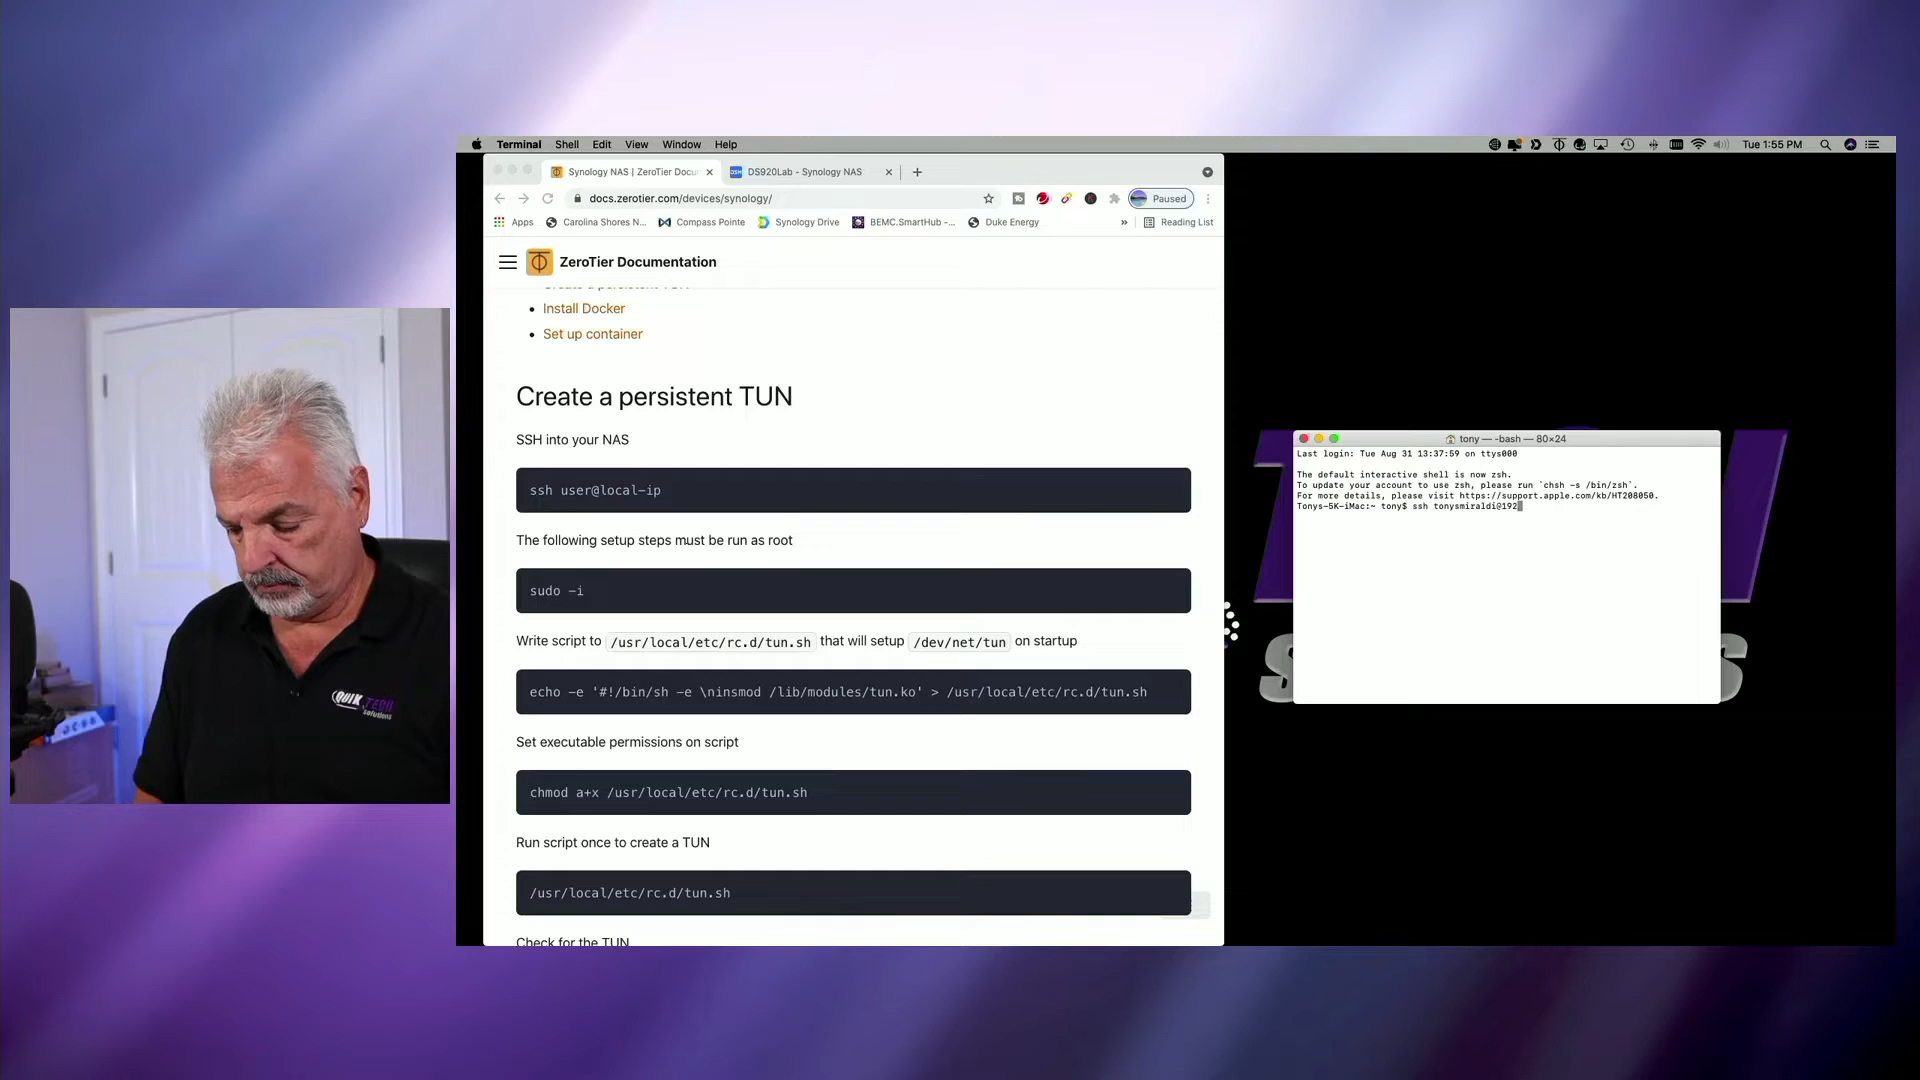 Terminal Shell Edit View Window Help Tue 1:55 PM
Synology NAS | ZeroTier Docu DS920Lab - Synology NAS
docs.zerotier.com/devices/synology/ Paused
Apps Carolina Shores N... Compass Pointe Synology Drive BEMC.SmartHub -... Duke Energy » Reading List
ZeroTier Documentation
Install Docker
Set up container
Create a persistent TUN
SSH into your NAS
ssh user@local-ip
The following setup steps must be run as root
sudo -i
Write script to /usr/local/etc/rc.d/tun.sh that will setup /dev/net/tun on startup
echo -e '#!/bin/sh -e \ninsmod /lib/modules/tun.ko' > /usr/local/etc/rc.d/tun.sh
Set executable permissions on script
chmod a+x /usr/local/etc/rc.d/tun.sh
Run script once to create a TUN
/usr/local/etc/rc.d/tun.sh
Check for the TUN
tony — -bash — 80×24
Last login: Tue Aug 31 13:37:59 on ttys000
The default interactive shell is now zsh.
To update your account to use zsh, please run `chsh -s /bin/zsh`.
For more details, please visit https://support.apple.com/kb/HT208050.
Tonys-5K-iMac:~ tony$ ssh tonysmiraldi@192
QUIK TECH
solutions